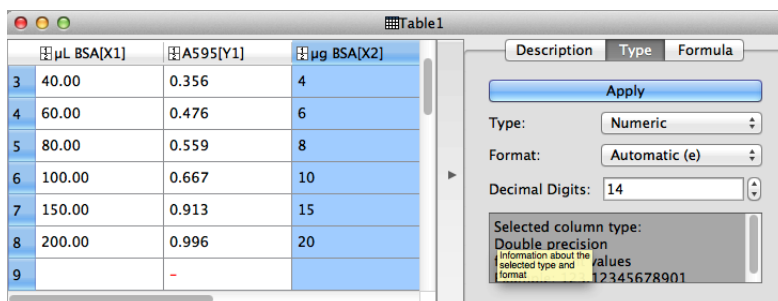 Table1
µL BSA[X1] A595[Y1] µg BSA[X2]
3 40.00 0.356 4
4 60.00 0.476 6
5 80.00 0.559 8
6 100.00 0.667 10
7 150.00 0.913 15
8 200.00 0.996 20
9 –
Description Type Formula
Apply
Type: Numeric
Format: Automatic (e)
Decimal Digits: 14
Selected column type:
Double precision
values
12345678901
Information about the
selected type and
format